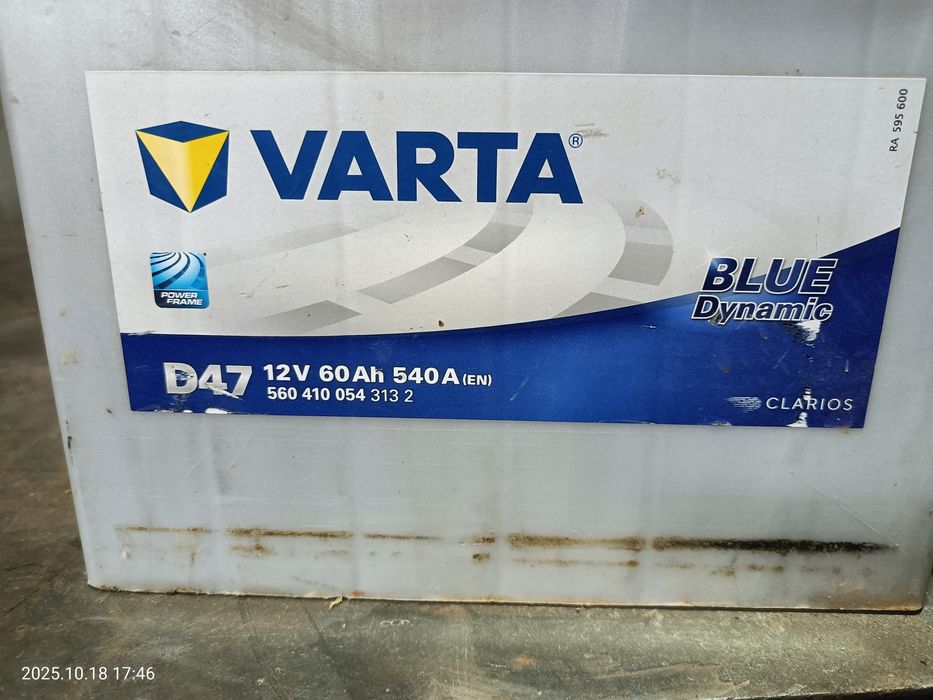 RA 595 600
VARTA®
POWER
FRAME
BLUE
Dynamic
D47 12V 60Ah 540A (EN)
560 410 054 313 2
CLARIOS
2025.10.18 17:46